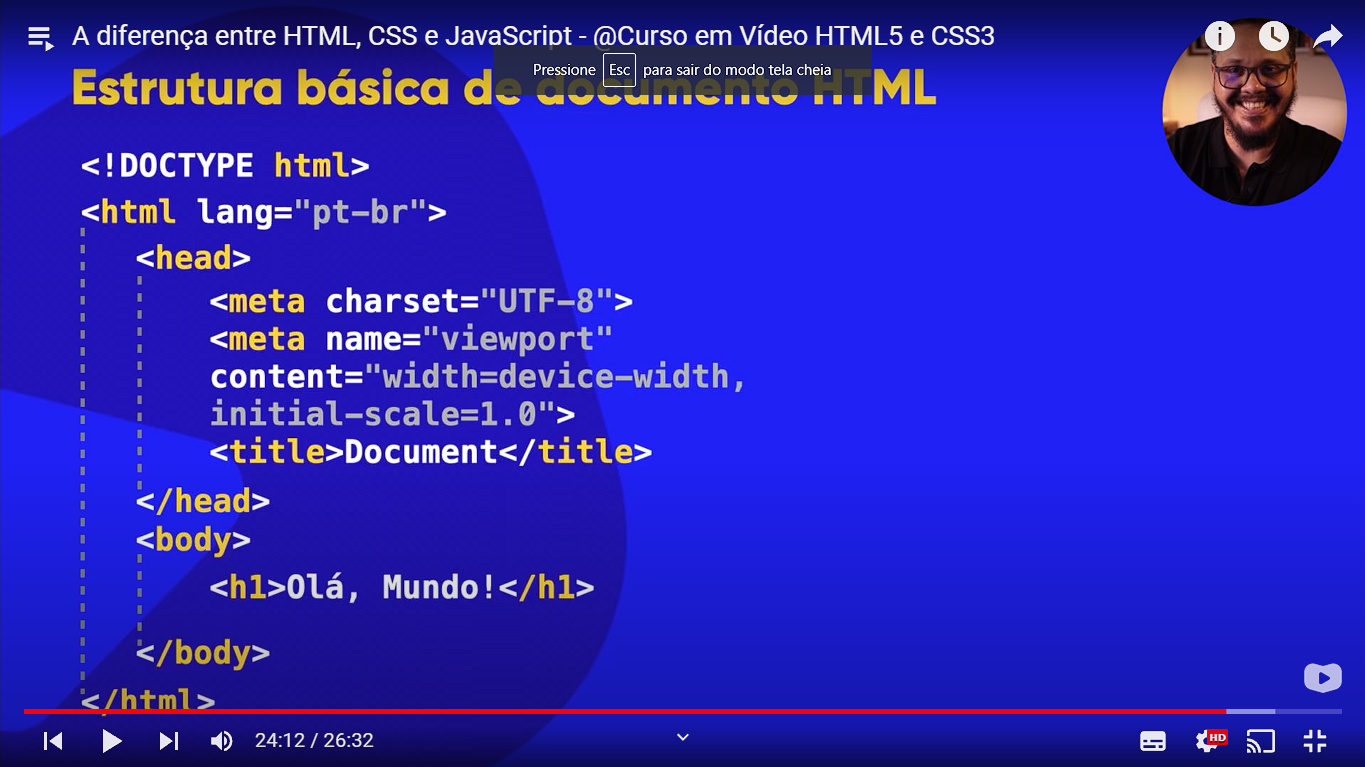 A diferença entre HTML, CSS e JavaScript - @Curso em Vídeo HTML5 e CSS3
Pressione Esc para sair do modo tela cheia
Estrutura básica de documento HTML
<!DOCTYPE html>
<html lang="pt-br">
<head>
<meta charset="UTF-8">
<meta name="viewport"
content="width=device-width,
initial-scale=1.0">
<title>Document</title>
</head>
<body>
<h1>Olá, Mundo!</h1>
</body>
</html>
24:12 / 26:32
HD